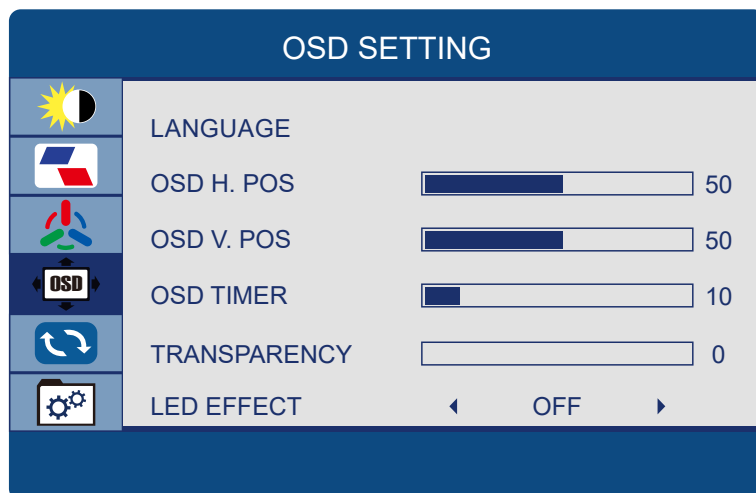 OSD SETTING
LANGUAGE
OSD H. POS 50
OSD V. POS 50
OSD
OSD TIMER 10
TRANSPARENCY 0
LED EFFECT OFF